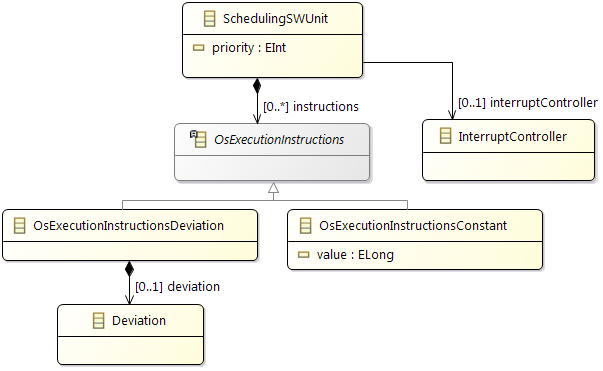 SchedulingSWUnit
priority : EInt
[0..*] instructions
[0..1] interruptController
OsExecutionInstructions
InterruptController
OsExecutionInstructionsDeviation
OsExecutionInstructionsConstant
value : ELong
[0..1] deviation
Deviation